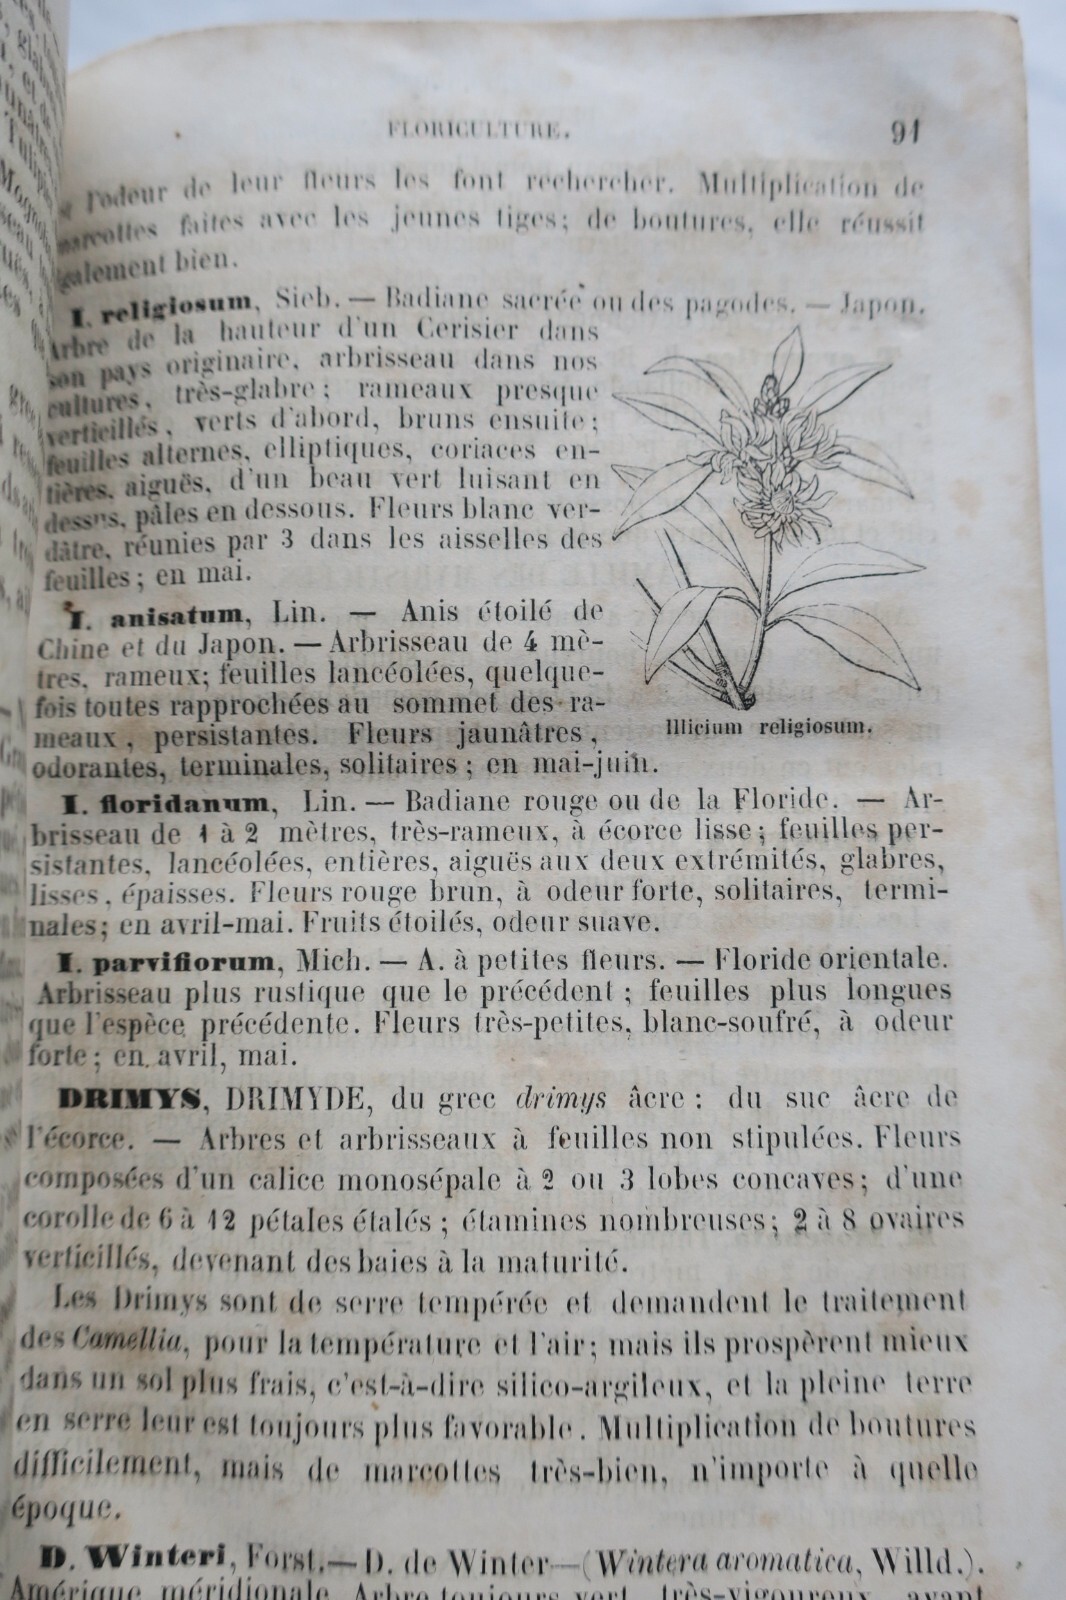 FLORICULTURE. 91
l'odeur de leur fleurs les font rechercher. Multiplication de
marcottes faites avec les jeunes tiges; de boutures, elle réussit
également bien.
I. religiosum, Sieb. — Badiane sacrée ou des pagodes. — Japon.
Arbre de la hauteur d'un Cerisier dans
son pays originaire, arbrisseau dans nos
cultures, très-glabre; rameaux presque
verticillés, verts d'abord, bruns ensuite;
feuilles alternes, elliptiques, coriaces en-
tières, aiguës, d'un beau vert luisant en
dessus, pâles en dessous. Fleurs blanc ver-
dâtre, réunies par 3 dans les aisselles des
feuilles; en mai.
I. anisatum, Lin. — Anis étoilé de
Chine et du Japon. — Arbrisseau de 4 mè-
tres, rameux; feuilles lancéolées, quelque-
fois toutes rapprochées au sommet des ra-
meaux, persistantes. Fleurs jaunâtres,
odorantes, terminales, solitaires; en mai-juin.
Illicium religiosum.
I. floridanum, Lin. — Badiane rouge ou de la Floride. — Ar-
brisseau de 1 à 2 mètres, très-rameux, à écorce lisse; feuilles per-
sistantes, lancéolées, entières, aiguës aux deux extrémités, glabres,
lisses, épaisses. Fleurs rouge brun, à odeur forte, solitaires, termi-
nales; en avril-mai. Fruits étoilés, odeur suave.
I. parviflorum, Mich. — A. à petites fleurs. — Floride orientale.
Arbrisseau plus rustique que le précédent; feuilles plus longues
que l'espèce précédente. Fleurs très-petites, blanc-soufré, à odeur
forte; en avril, mai.
DRIMYS, DRIMYDE, du grec drimys âcre: du suc âcre de
l'écorce. — Arbres et arbrisseaux à feuilles non stipulées. Fleurs
composées d'un calice monosépale à 2 ou 3 lobes concaves; d'une
corolle de 6 à 12 pétales étalés; étamines nombreuses; 2 à 8 ovaires
verticillés, devenant des baies à la maturité.
Les Drimys sont de serre tempérée et demandent le traitement
des Camellia, pour la température et l'air; mais ils prospèrent mieux
dans un sol plus frais, c'est-à-dire silico-argileux, et la pleine terre
en serre leur est toujours plus favorable. Multiplication de boutures
difficilement, mais de marcottes très-bien, n'importe à quelle
époque.
D. Winteri, Forst. — D. de Winter — (Wintera aromatica, Willd.).
Amérique méridionale. Arbre toujours vert, très-vigoureux, ayant